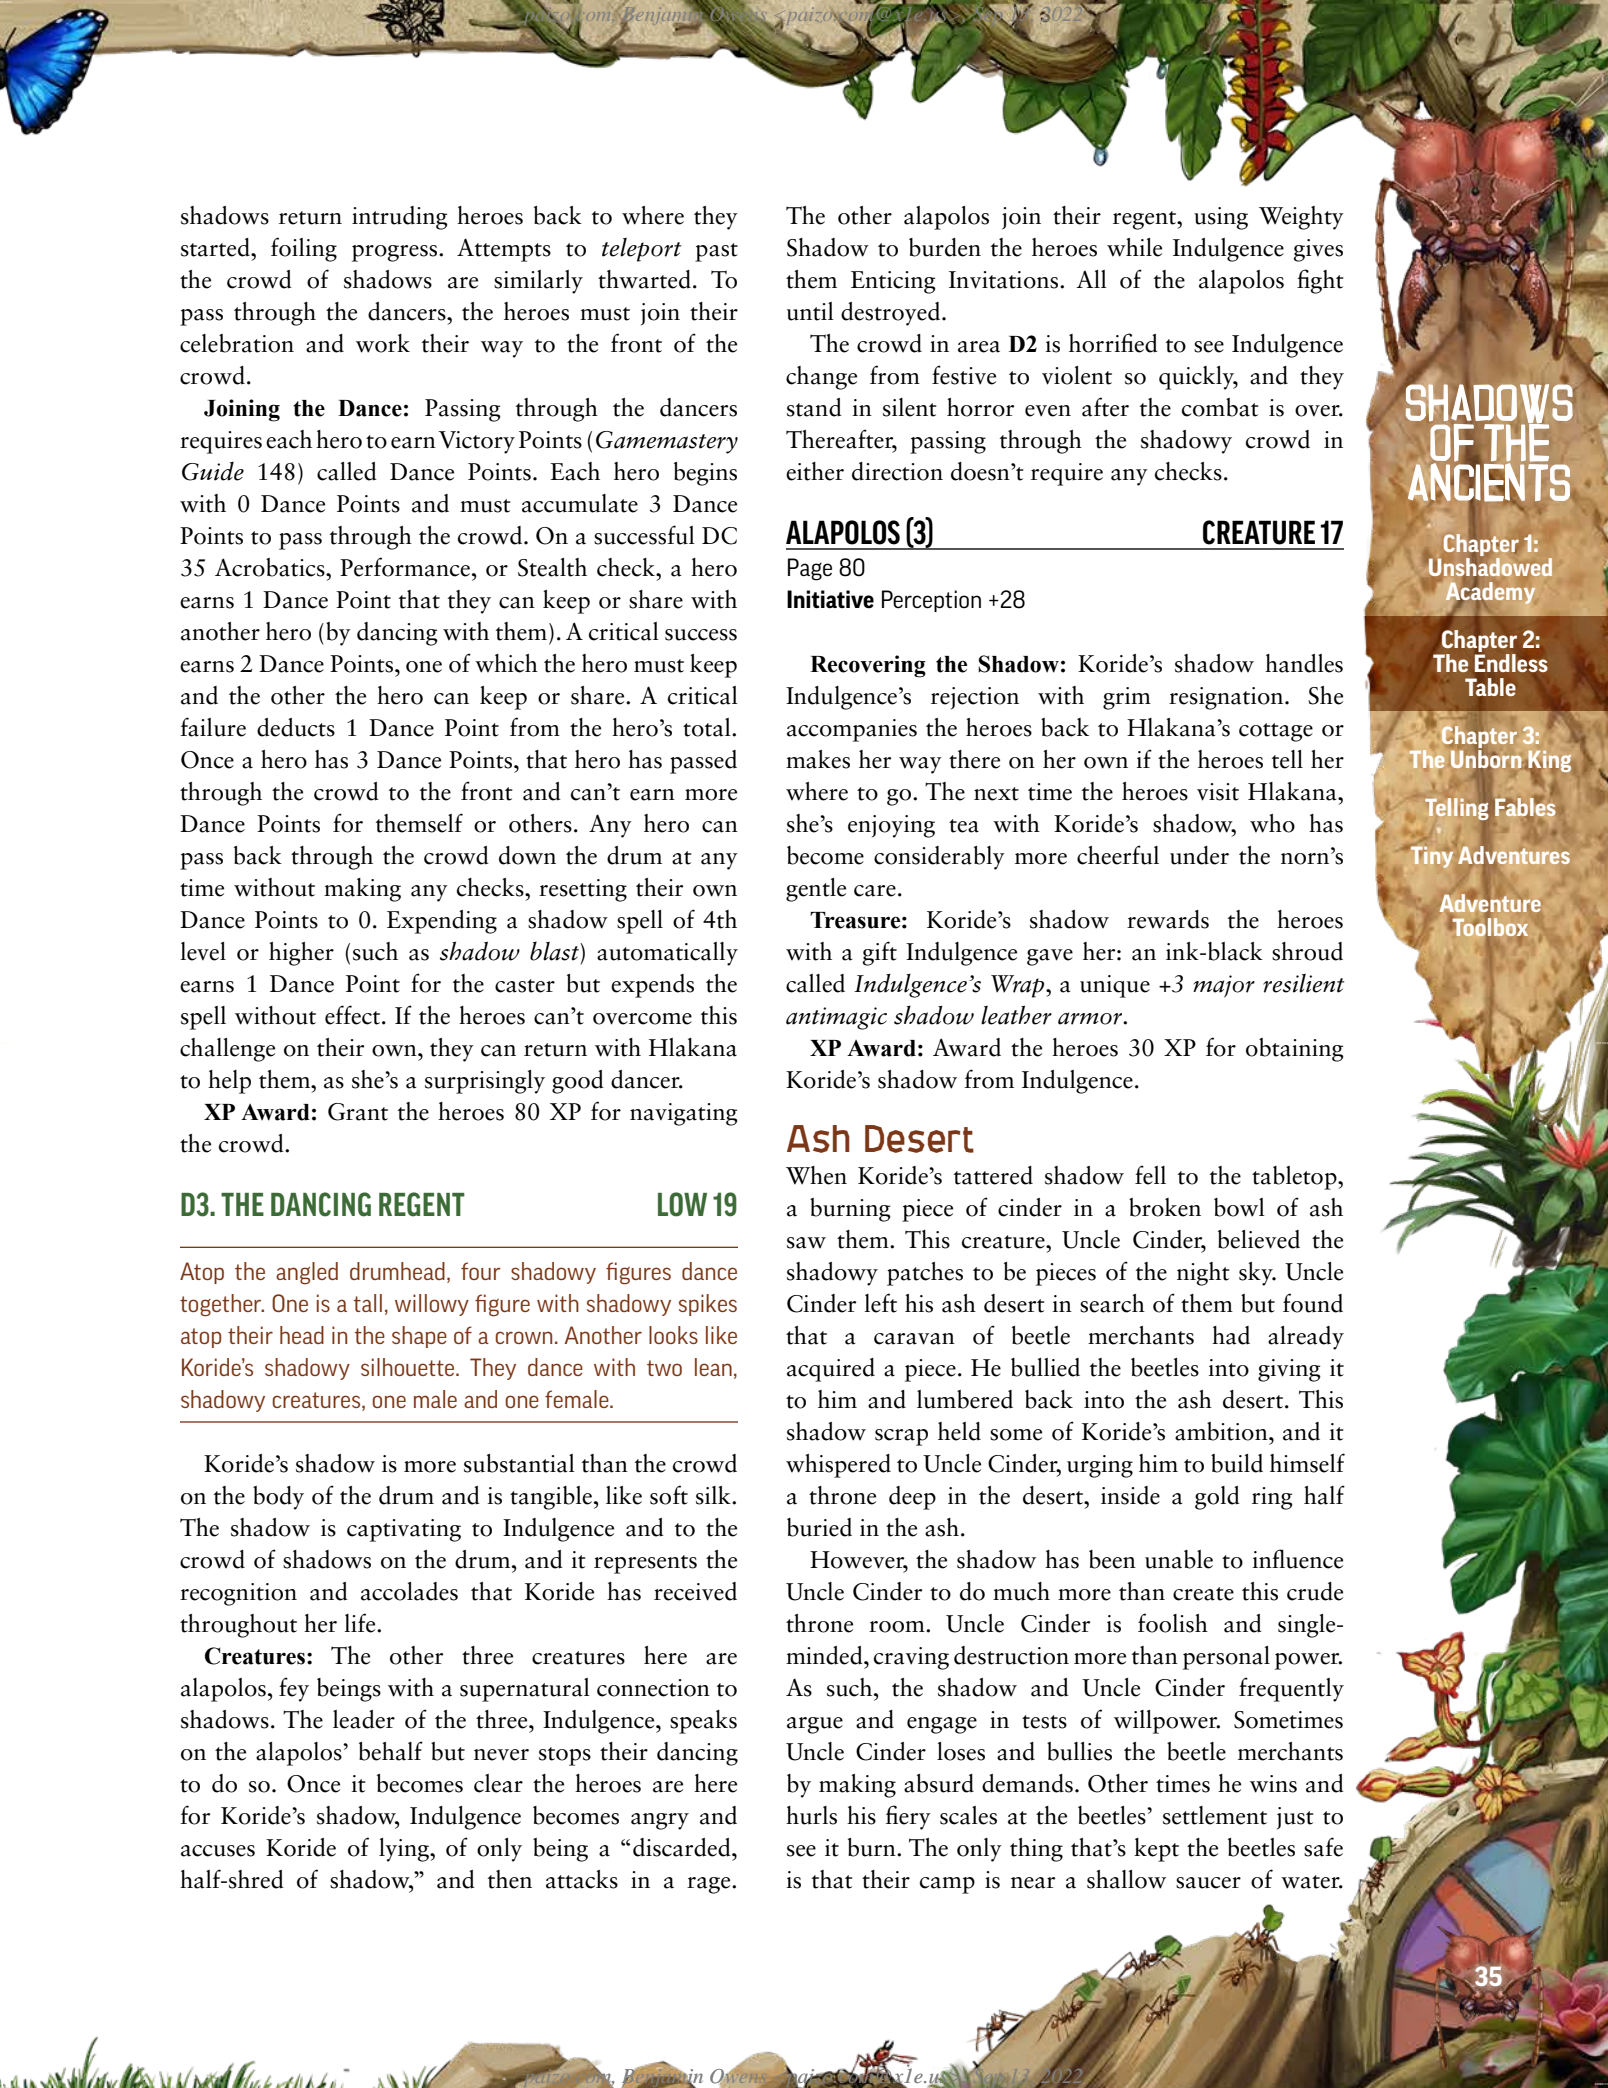 shadows return intruding heroes back to where they
started, foiling progress. Attempts to teleport past
the crowd of shadows are similarly thwarted. To
pass through the dancers, the heroes must join their
celebration and work their way to the front of the
crowd.
Joining the Dance: Passing through the dancers
requires each hero to earn Victory Points (Gamemastery
Guide 148) called Dance Points. Each hero begins
with 0 Dance Points and must accumulate 3 Dance
Points to pass through the crowd. On a successful DC
35 Acrobatics, Performance, or Stealth check, a hero
earns 1 Dance Point that they can keep or share with
another hero (by dancing with them). A critical success
earns 2 Dance Points, one of which the hero must keep
and the other the hero can keep or share. A critical
failure deducts 1 Dance Point from the hero's total.
Once a hero has 3 Dance Points, that hero has passed
through the crowd to the front and can't earn more
Dance Points for themself or others. Any hero can
pass back through the crowd down the drum at any
time without making any checks, resetting their own
Dance Points to 0. Expending a shadow spell of 4th
level or higher (such as shadow blast) automatically
earns 1 Dance Point for the caster but expends the
spell without effect. If the heroes can't overcome this
challenge on their own, they can return with Hlakana
to help them, as she's a surprisingly good dancer.
XP Award: Grant the heroes 80 XP for navigating
the crowd.
D3. THE DANCING REGENT LOW 19
Atop the angled drumhead, four shadowy figures dance
together. One is a tall, willowy figure with shadowy spikes
atop their head in the shape of a crown. Another looks like
Koride's shadowy silhouette. They dance with two lean,
shadowy creatures, one male and one female.
Koride's shadow is more substantial than the crowd
on the body of the drum and is tangible, like soft silk.
The shadow is captivating to Indulgence and to the
crowd of shadows on the drum, and it represents the
recognition and accolades that Koride has received
throughout her life.
Creatures: The other three creatures here are
alapolos, fey beings with a supernatural connection to
shadows. The leader of the three, Indulgence, speaks
on the alapolos' behalf but never stops their dancing
to do so. Once it becomes clear the heroes are here
for Koride's shadow, Indulgence becomes angry and
accuses Koride of lying, of only being a "discarded,
half-shred of shadow," and then attacks in a rage.
The other alapolos join their regent, using Weighty
Shadow to burden the heroes while Indulgence gives
them Enticing Invitations. All of the alapolos fight
until destroyed.
The crowd in area D2 is horrified to see Indulgence
change from festive to violent so quickly, and they
stand in silent horror even after the combat is over.
Thereafter, passing through the shadowy crowd in
either direction doesn't require any checks.
ALAPOLOS (3) CREATURE 17
Page 80
Initiative Perception +28
Recovering the Shadow: Koride's shadow handles
Indulgence's rejection with grim resignation. She
accompanies the heroes back to Hlakana's cottage or
makes her way there on her own if the heroes tell her
where to go. The next time the heroes visit Hlakana,
she's enjoying tea with Koride's shadow, who has
become considerably more cheerful under the norn's
gentle care.
Treasure: Koride's shadow rewards the heroes
with a gift Indulgence gave her: an ink-black shroud
called Indulgence's Wrap, a unique +3 major resilient
antimagic shadow leather armor.
XP Award: Award the heroes 30 XP for obtaining
Koride's shadow from Indulgence.
Ash Desert
When Koride's tattered shadow fell to the tabletop,
a burning piece of cinder in a broken bowl of ash
saw them. This creature, Uncle Cinder, believed the
shadowy patches to be pieces of the night sky. Uncle
Cinder left his ash desert in search of them but found
that a caravan of beetle merchants had already
acquired a piece. He bullied the beetles into giving it
to him and lumbered back into the ash desert. This
shadow scrap held some of Koride's ambition, and it
whispered to Uncle Cinder, urging him to build himself
a throne deep in the desert, inside a gold ring half
buried in the ash.
However, the shadow has been unable to influence
Uncle Cinder to do much more than create this crude
throne room. Uncle Cinder is foolish and single-
minded, craving destruction more than personal power.
As such, the shadow and Uncle Cinder frequently
argue and engage in tests of willpower. Sometimes
Uncle Cinder loses and bullies the beetle merchants
by making absurd demands. Other times he wins and
hurls his fiery scales at the beetles' settlement just to
see it burn. The only thing that's kept the beetles safe
is that their camp is near a shallow saucer of water.
SHADOWS
OF THE
ANCIENTS
Chapter 1:
Unshadowed
Academy
Chapter 2:
The Endless
Table
Chapter 3:
The Unborn King
Telling Fables
Tiny Adventures
Adventure
Toolbox
35